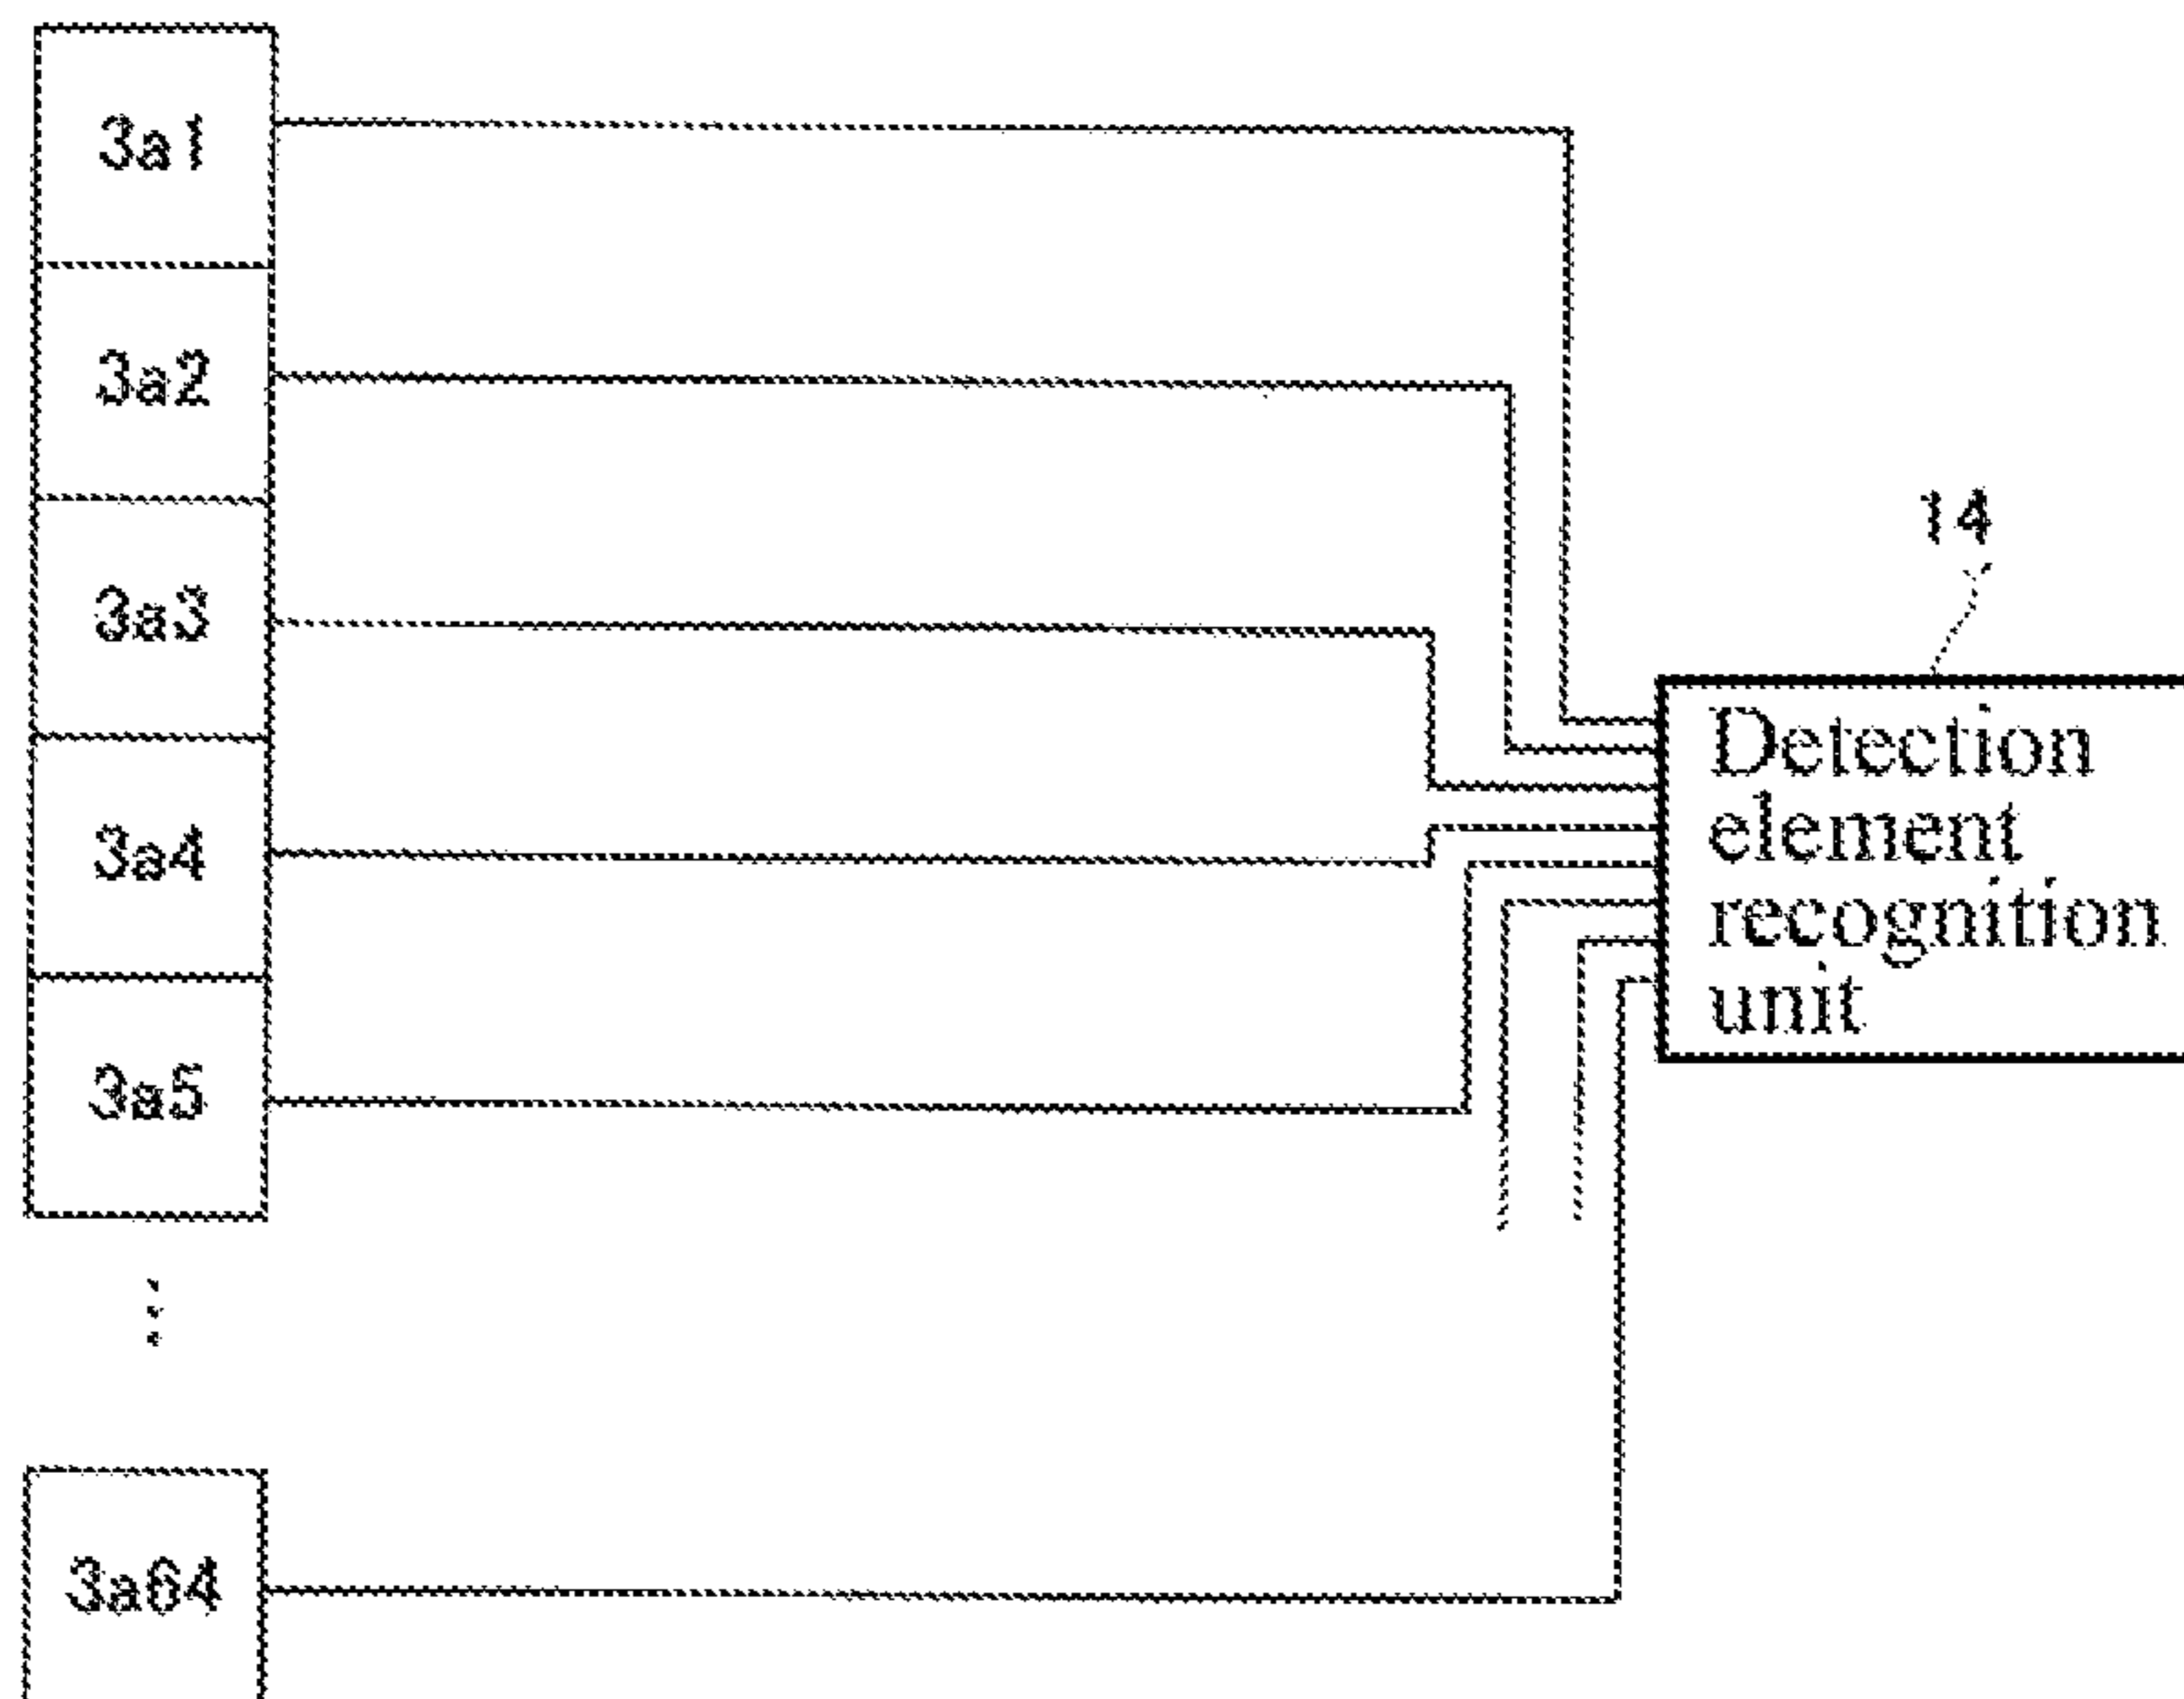 3a1
3a2
3a3
3a4
3a5
3a64
14
Detection
element
recognition
unit